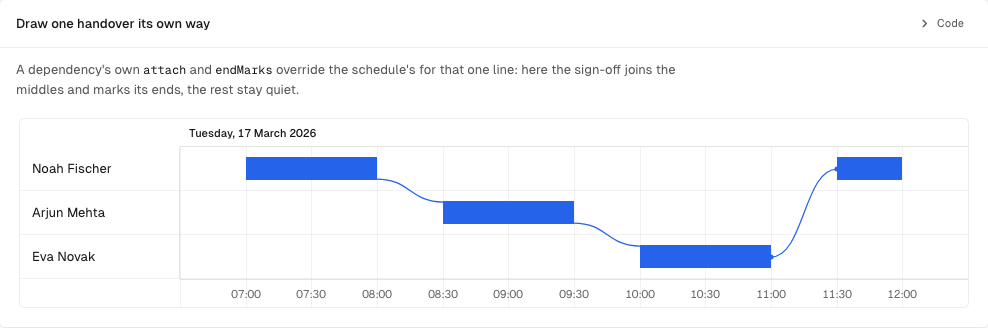 Draw one handover its own way
Code
A dependency's own attach and endMarks override the schedule's for that one line: here the sign-off joins the
middles and marks its ends, the rest stay quiet.
Tuesday, 17 March 2026
Noah Fischer
Arjun Mehta
Eva Novak
07:00 07:30 08:00 08:30 09:00 09:30 10:00 10:30 11:00 11:30 12:00